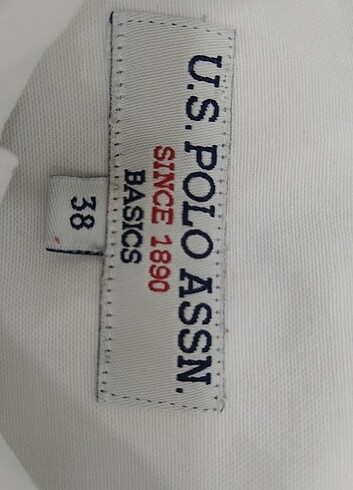 U.S. POLO ASSN.
SINCE 1890
BASICS
38